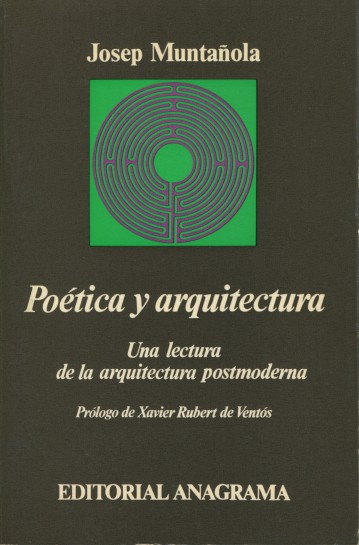 Josep Muntañola
Poética y arquitectura
Una lectura
de la arquitectura postmoderna
Prólogo de Xavier Rubert de Ventós
EDITORIAL ANAGRAMA